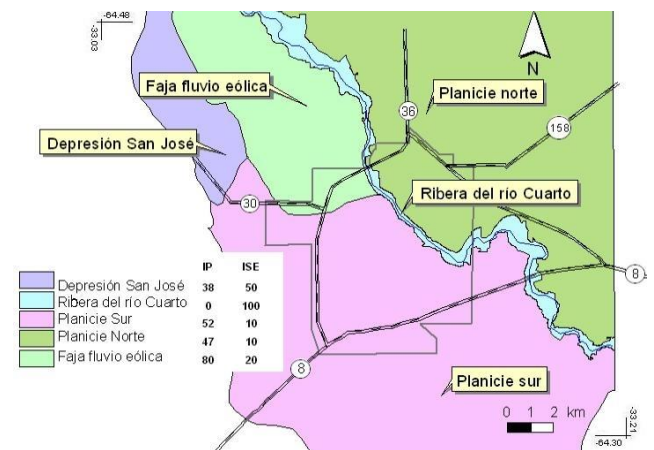 -64.48
-33.03
Faja fluvio eólica
N
Planicie norte
36
158
Depresión San José
Ribera del río Cuarto
30
8
IP ISE
Depresión San José 38 50
Ribera del río Cuarto 0 100
Planicie Sur 52 10
Planicie Norte 47 10
Faja fluvio eólica 80 20
8
Planicie sur
0 1 2 km
-33.21
-64.30